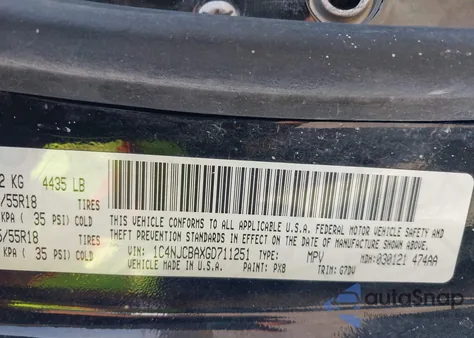 2 KG 4435 LB
/55R18 TIRES
KPA ( 35 PSI) COLD
/55R18 TIRES
KPA ( 35 PSI) COLD
THIS VEHICLE CONFORMS TO ALL APPLICABLE U.S.A. FEDERAL MOTOR VEHICLE SAFETY,
BUMPER AND THEFT PREVENTION STANDARDS IN EFFECT ON THE DATE OF MANUFACTURE SHOWN ABOVE.
VIN: 1C4NJCBAXGD711251 TYPE: MPV MDH: 030121 474AA
VEHICLE MADE IN U.S.A. PAINT: PX8 TRIM: G7DV
autoSnap